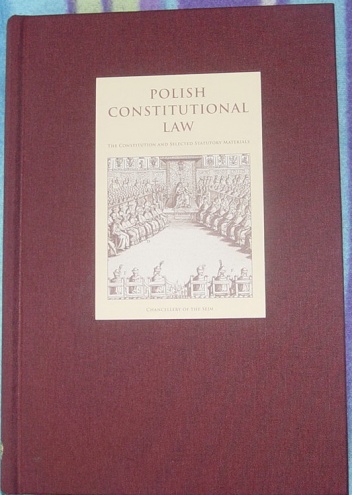 POLISH
CONSTITUTIONAL
LAW
THE CONSTITUTION AND SELECTED STATUTORY MATERIALS
CHANCELLERY OF THE SEJM